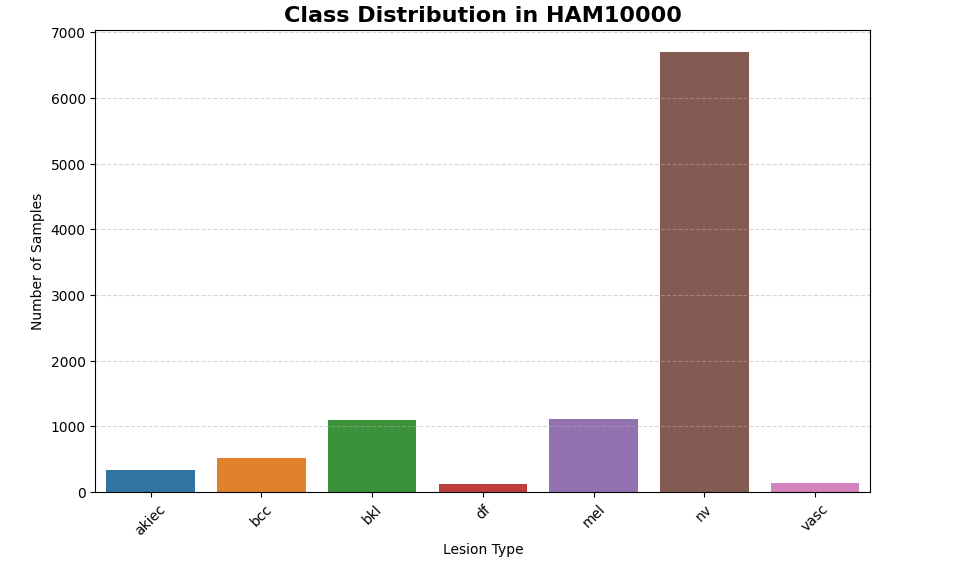 Class Distribution in HAM10000
7000
6000
5000
4000
3000
2000
1000
0
Number of Samples
akiec
bcc
bkl
df
mel
nv
vasc
Lesion Type